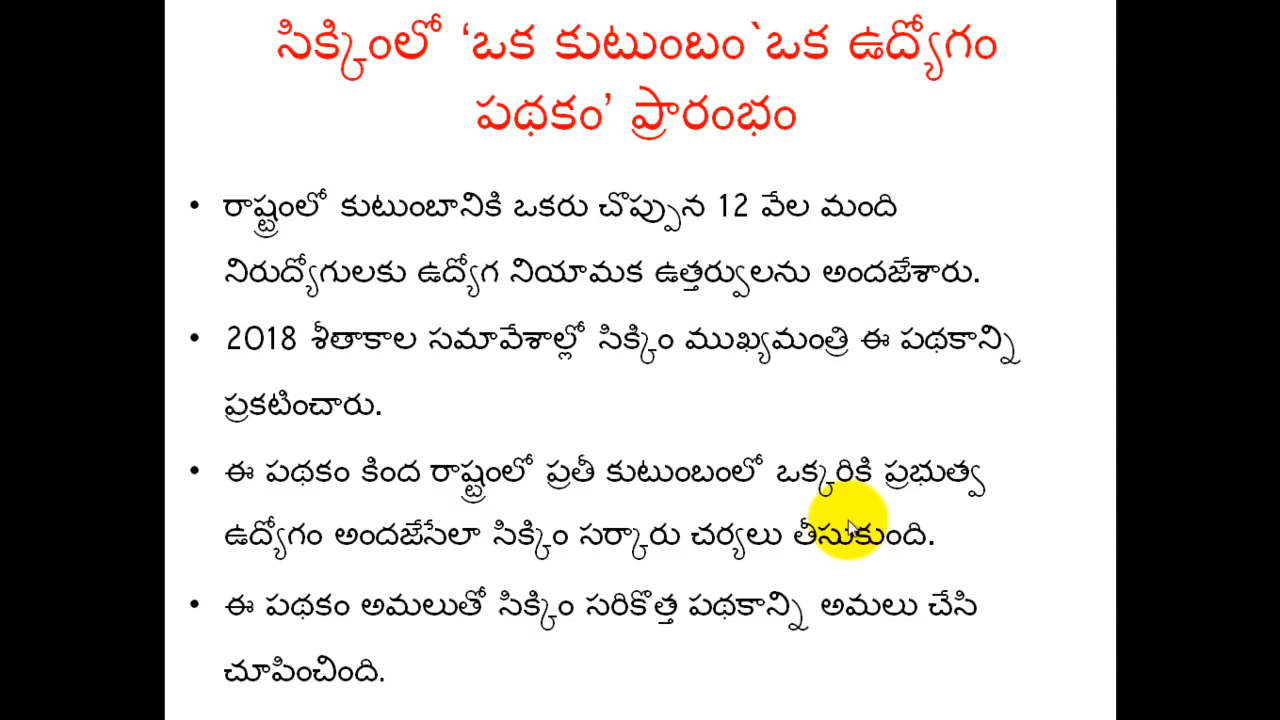 సిక్కింలో ‘ఒక కుటుంబం`ఒక ఉద్యోగం
పథకం’ ప్రారంభం
• రాష్ట్రంలో కుటుంబానికి ఒకరు చొప్పున 12 వేల మంది
నిరుద్యోగులకు ఉద్యోగ నియామక ఉత్తర్వులను అందజేశారు.
• 2018 శీతాకాల సమావేశాల్లో సిక్కిం ముఖ్యమంత్రి ఈ పథకాన్ని
ప్రకటించారు.
• ఈ పథకం కింద రాష్ట్రంలో ప్రతీ కుటుంబంలో ఒక్కరికి ప్రభుత్వ
ఉద్యోగం అందజేసేలా సిక్కిం సర్కారు చర్యలు తీసుకుంది.
• ఈ పథకం అమలుతో సిక్కిం సరికొత్త పథకాన్ని అమలు చేసి
చూపించింది.